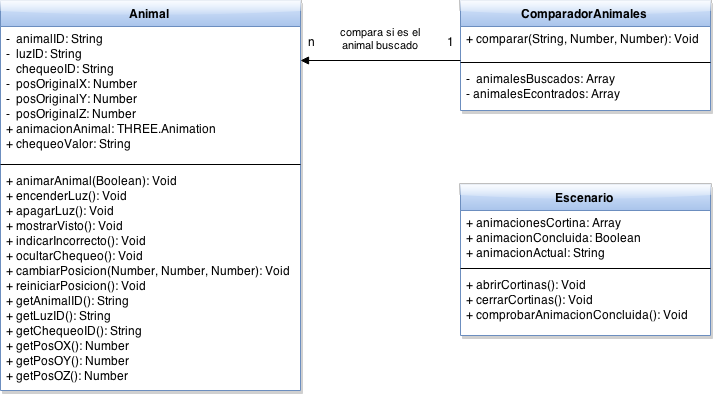 Animal
- animalID: String
- luzID: String
- chequeoID: String
- posOriginalX: Number
- posOriginalY: Number
- posOriginalZ: Number
+ animacionAnimal: THREE.Animation
+ chequeoValor: String
+ animarAnimal(Boolean): Void
+ encenderLuz(): Void
+ apagarLuz(): Void
+ mostrarVisto(): Void
+ indicarIncorrecto(): Void
+ ocultarChequeo(): Void
+ cambiarPosicion(Number, Number, Number): Void
+ reiniciarPosicion(): Void
+ getAnimalID(): String
+ getLuzID(): String
+ getChequeoID(): String
+ getPosOX(): Number
+ getPosOY(): Number
+ getPosOZ(): Number
n
compara si es el
animal buscado
1
ComparadorAnimales
+ comparar(String, Number, Number): Void
- animalesBuscados: Array
- animalesEcontrados: Array
Escenario
+ animacionesCortina: Array
+ animacionConcluida: Boolean
+ animacionActual: String
+ abrirCortinas(): Void
+ cerrarCortinas(): Void
+ comprobarAnimacionConcluida(): Void